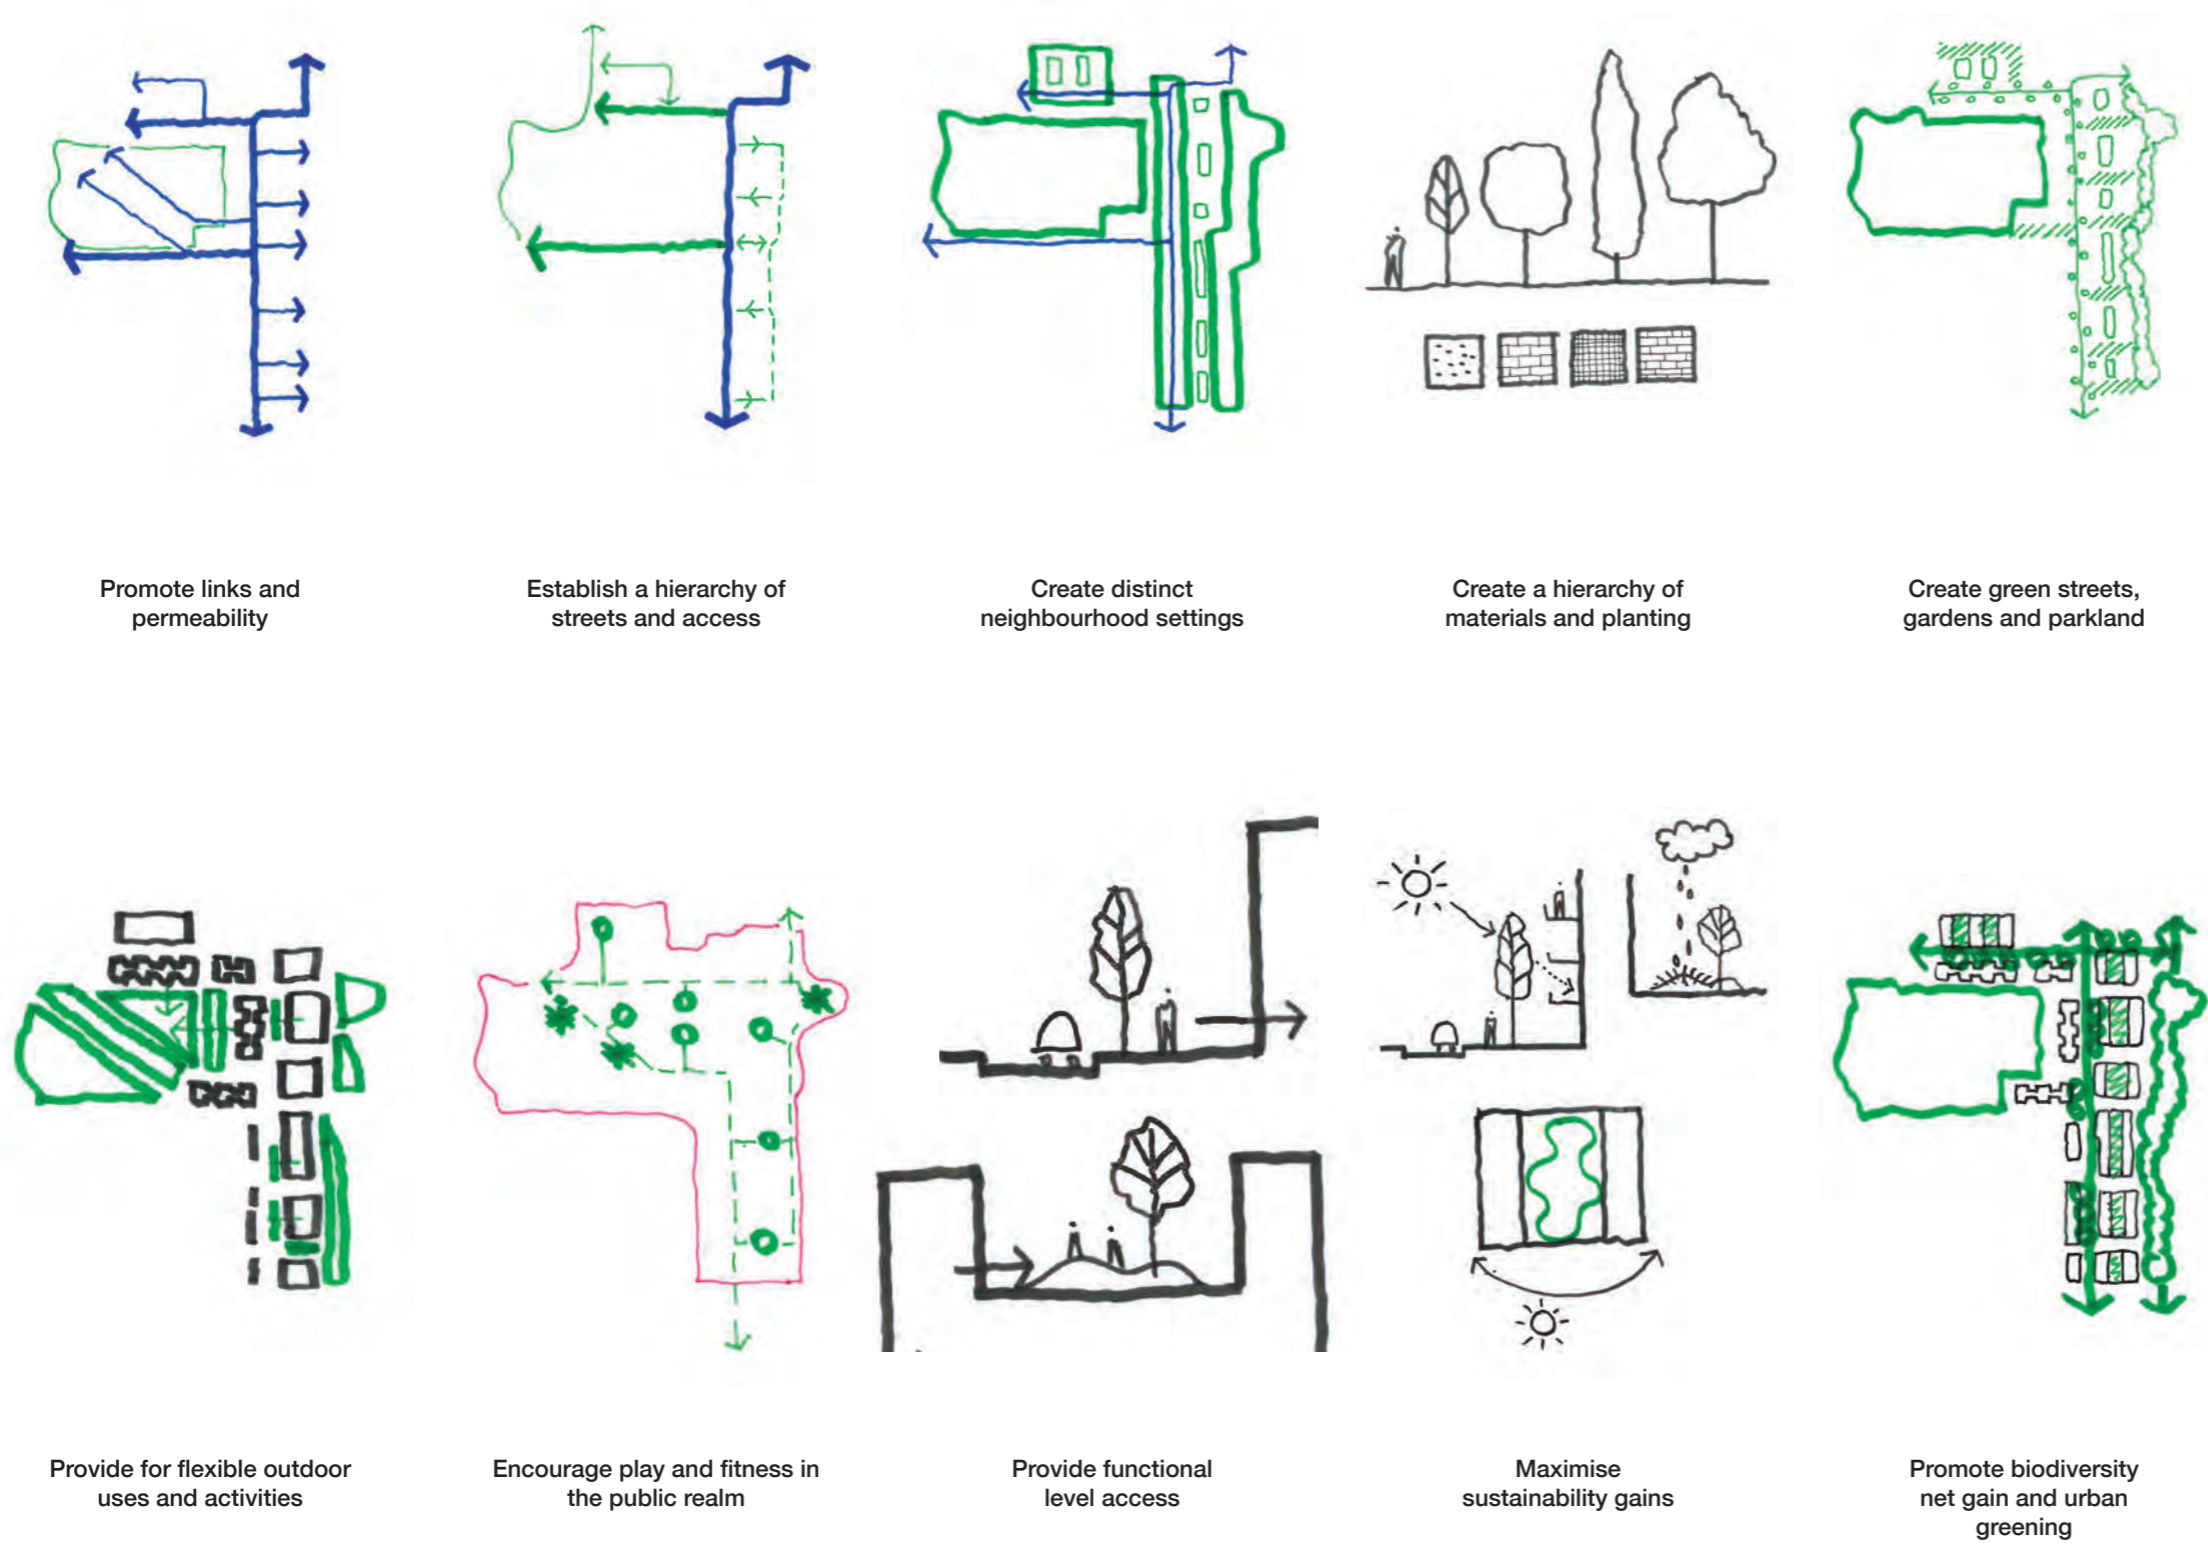 Promote links and
permeability
Establish a hierarchy of
streets and access
Create distinct
neighbourhood settings
Create a hierarchy of
materials and planting
Create green streets,
gardens and parkland
Provide for flexible outdoor
uses and activities
Encourage play and fitness in
the public realm
Provide functional
level access
Maximise
sustainability gains
Promote biodiversity
net gain and urban
greening